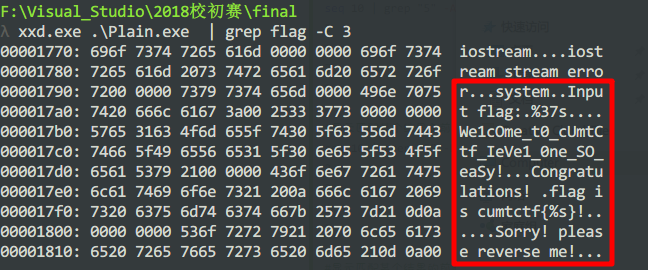 F:\Visual_Studio\2018校初赛\final
λ xxd.exe .\Plain.exe | grep flag -C 3
00001770: 696f 7374 7265 616d 0000 0000 696f 7374 iostream....iost
00001780: 7265 616d 2073 7472 6561 6d20 6572 726f ream stream erro
00001790: 7200 0000 7379 7374 656d 0000 496e 7075 r...system..Inpu
000017a0: 7420 666c 6167 3a00 2533 3773 0000 0000 t flag:.%37s....
000017b0: 5765 3163 4f6d 655f 7430 5f63 556d 7443 We1cOme_t0_cUmtC
000017c0: 7466 5f49 6556 6531 5f30 6e65 5f53 4f5f tf_IeVe1_0ne_SO_
000017d0: 6561 5379 2100 0000 436f 6e67 7261 7475 eaSy!...Congratu
000017e0: 6c61 7469 6f6e 7321 200a 666c 6167 2069 lations! .flag i
000017f0: 7320 6375 6d74 6374 667b 2573 7d21 0d0a s cumtctf{%s}!..
00001800: 0000 0000 536f 7272 7921 2070 6c65 6173 ....Sorry! pleas
00001810: 6520 7265 7665 7273 6520 6d65 210d 0a00 e reverse me!...